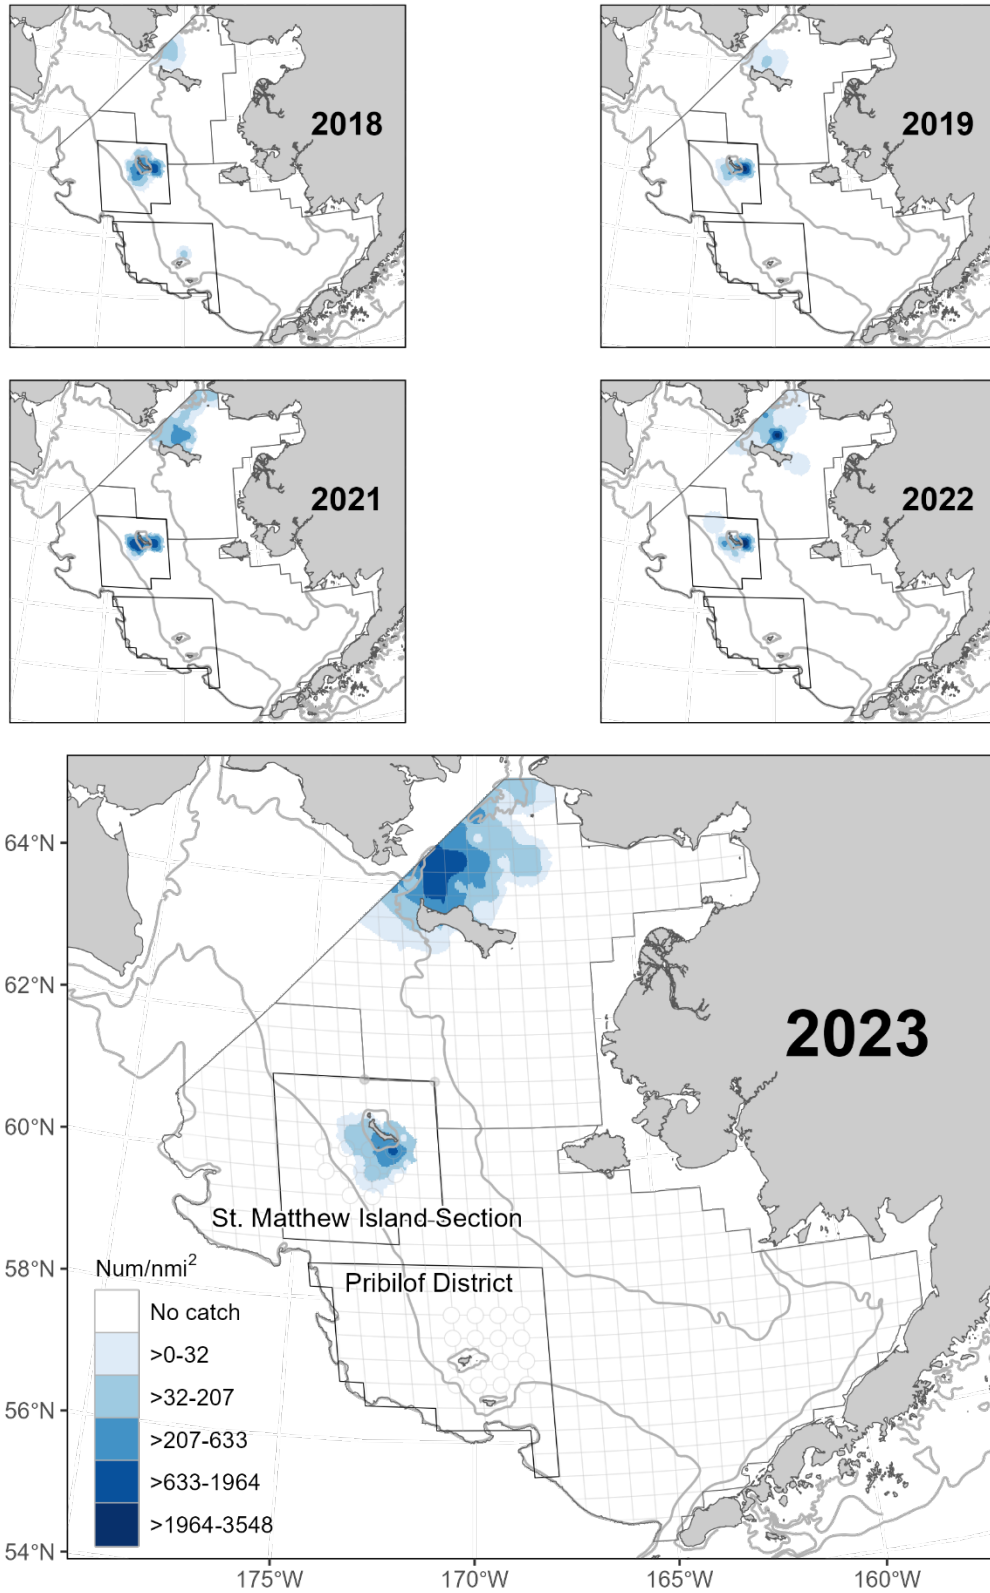 2018
2019
2021
2022
2023
64°N
62°N
60°N
58°N
56°N
54°N
St. Matthew Island Section
Pribilof District
Num/nmi²
No catch
>0-32
>32-207
>207-633
>633-1964
>1964-3548
175°W
170°W
165°W
160°W